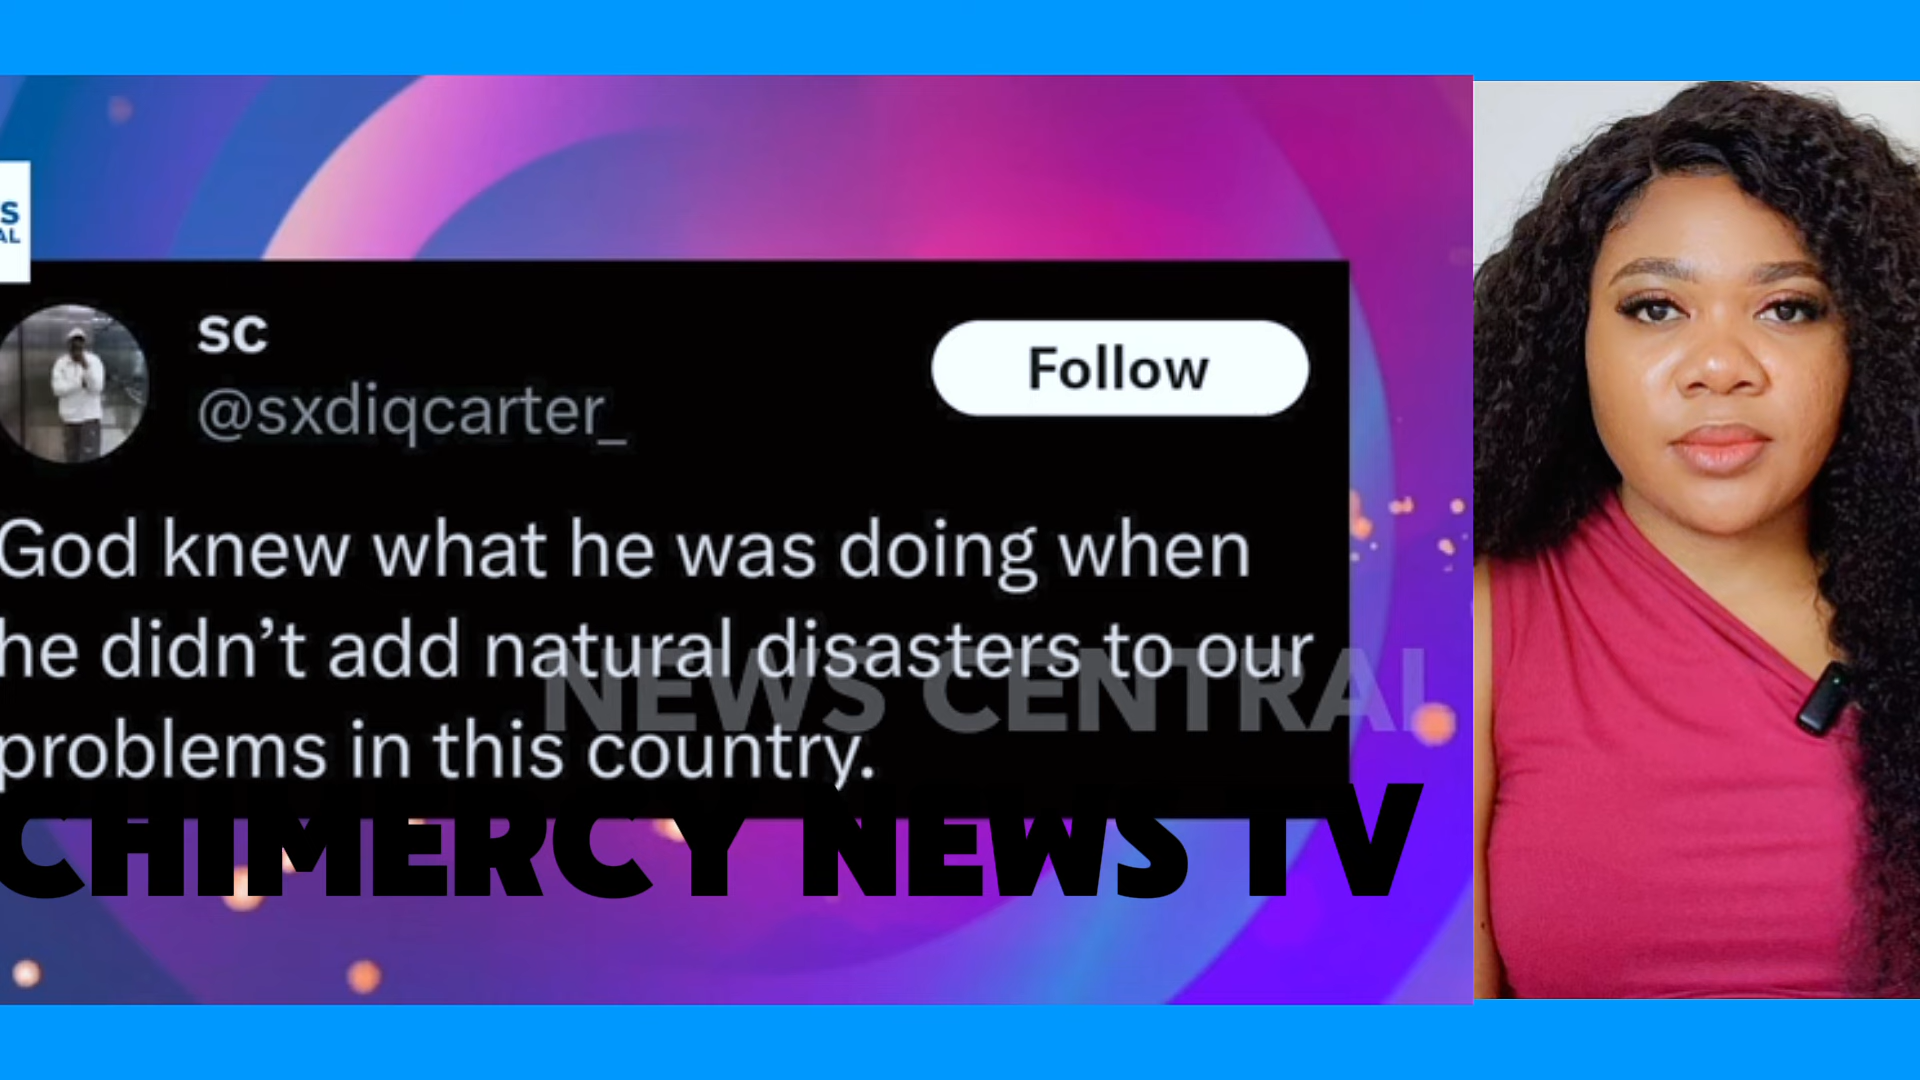 S
AL
sc
@sxdiqcarter_
Follow
God knew what he was doing when
he didn’t add natural disasters to our
NEWS CENTRAL
problems in this country.
CHIMERCY NEWS TV